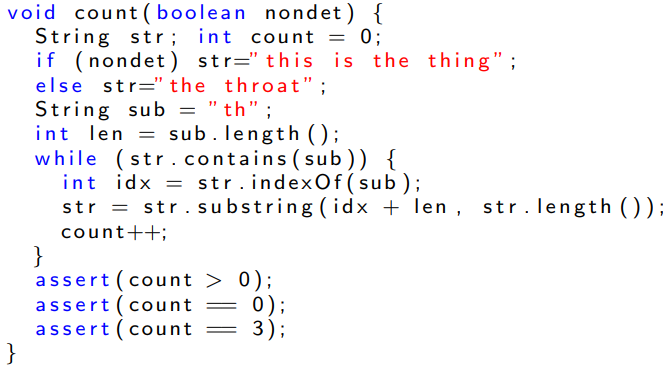 void count(boolean nondet) {
  String str; int count = 0;
  if (nondet) str=”this is the thing”;
  else str=”the throat”;
  String sub = ”th”;
  int len = sub.length();
  while (str.contains(sub)) {
    int idx = str.indexOf(sub);
    str = str.substring(idx + len, str.length());
    count++;
  }
  assert(count > 0);
  assert(count == 0);
  assert(count == 3);
}